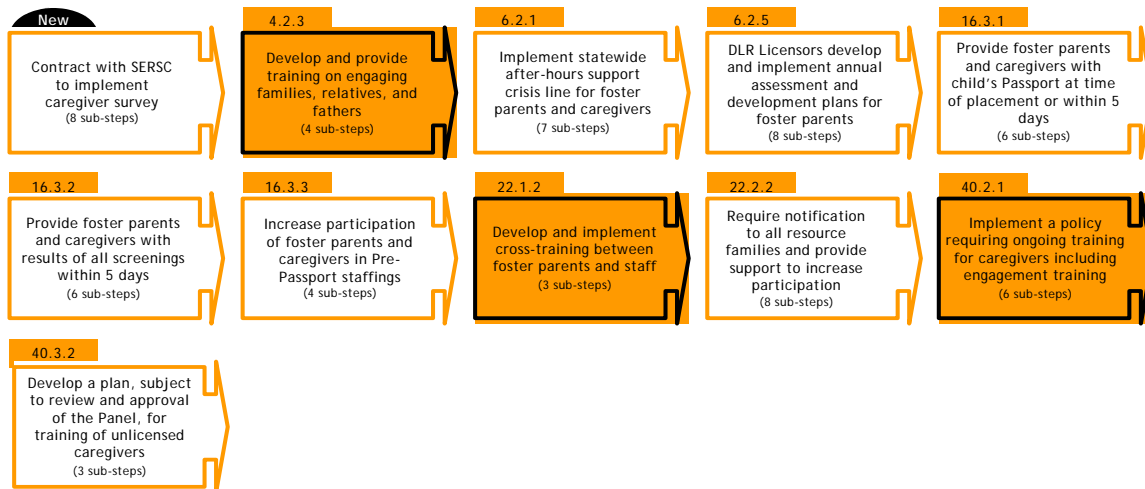 New
Contract with SERSC
to implement
caregiver survey
(8 sub-steps)
4.2.3
Develop and provide
training on engaging
families, relatives, and
fathers
(4 sub-steps)
6.2.1
Implement statewide
after-hours support
crisis line for foster
parents and caregivers
(7 sub-steps)
6.2.5
DLR Licensors develop
and implement annual
assessment and
development plans for
foster parents
(8 sub-steps)
16.3.1
Provide foster parents
and caregivers with
child's Passport at time
of placement or within 5
days
(6 sub-steps)
16.3.2
Provide foster parents
and caregivers with
results of all screenings
within 5 days
(6 sub-steps)
16.3.3
Increase participation
of foster parents and
caregivers in Pre-
Passport staffings
(4 sub-steps)
22.1.2
Develop and implement
cross-training between
foster parents and staff
(3 sub-steps)
22.2.2
Require notification
to all resource
families and provide
support to increase
participation
(8 sub-steps)
40.2.1
Implement a policy
requiring ongoing training
for caregivers including
engagement training
(6 sub-steps)
40.3.2
Develop a plan, subject
to review and approval
of the Panel, for
training of unlicensed
caregivers
(3 sub-steps)